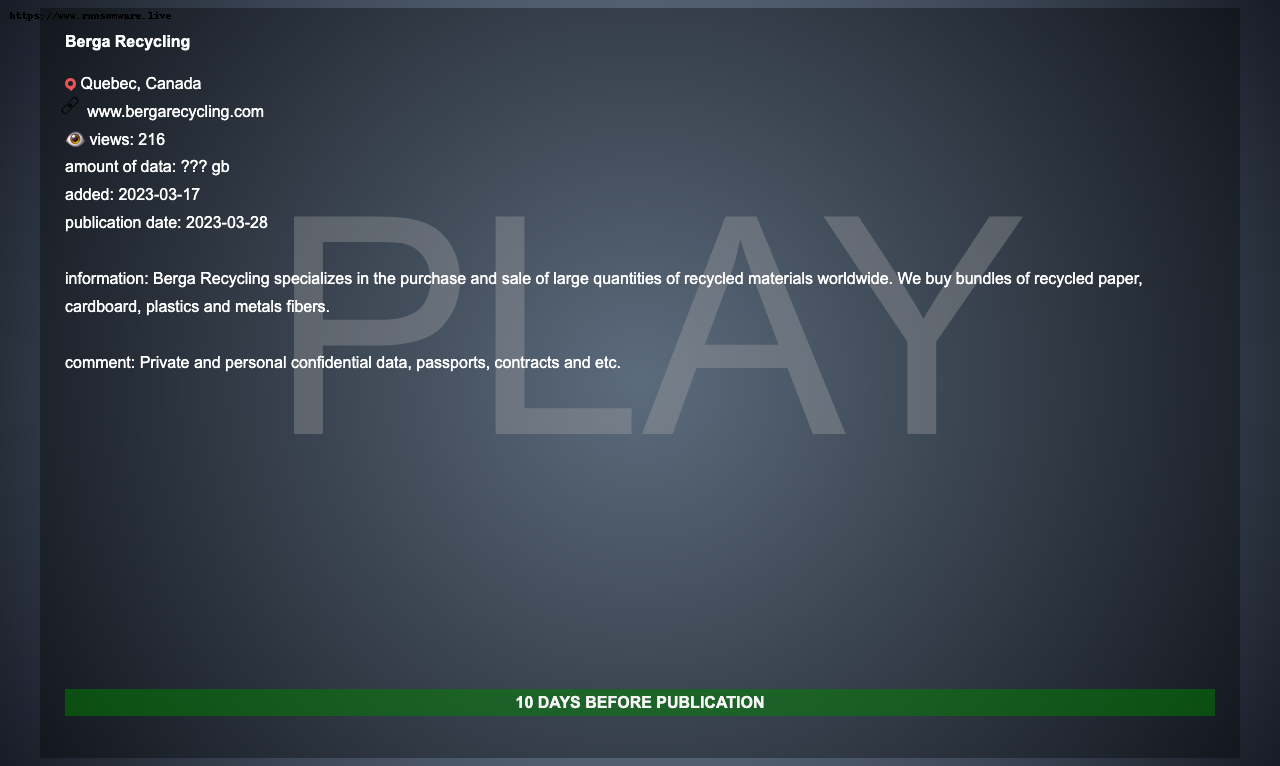 https://www.ransomware.live
Berga Recycling
Quebec, Canada
www.bergarecycling.com
views: 216
amount of data: ??? gb
added: 2023-03-17
publication date: 2023-03-28
PLAY
information: Berga Recycling specializes in the purchase and sale of large quantities of recycled materials worldwide. We buy bundles of recycled paper,
cardboard, plastics and metals fibers.
comment: Private and personal confidential data, passports, contracts and etc.
10 DAYS BEFORE PUBLICATION